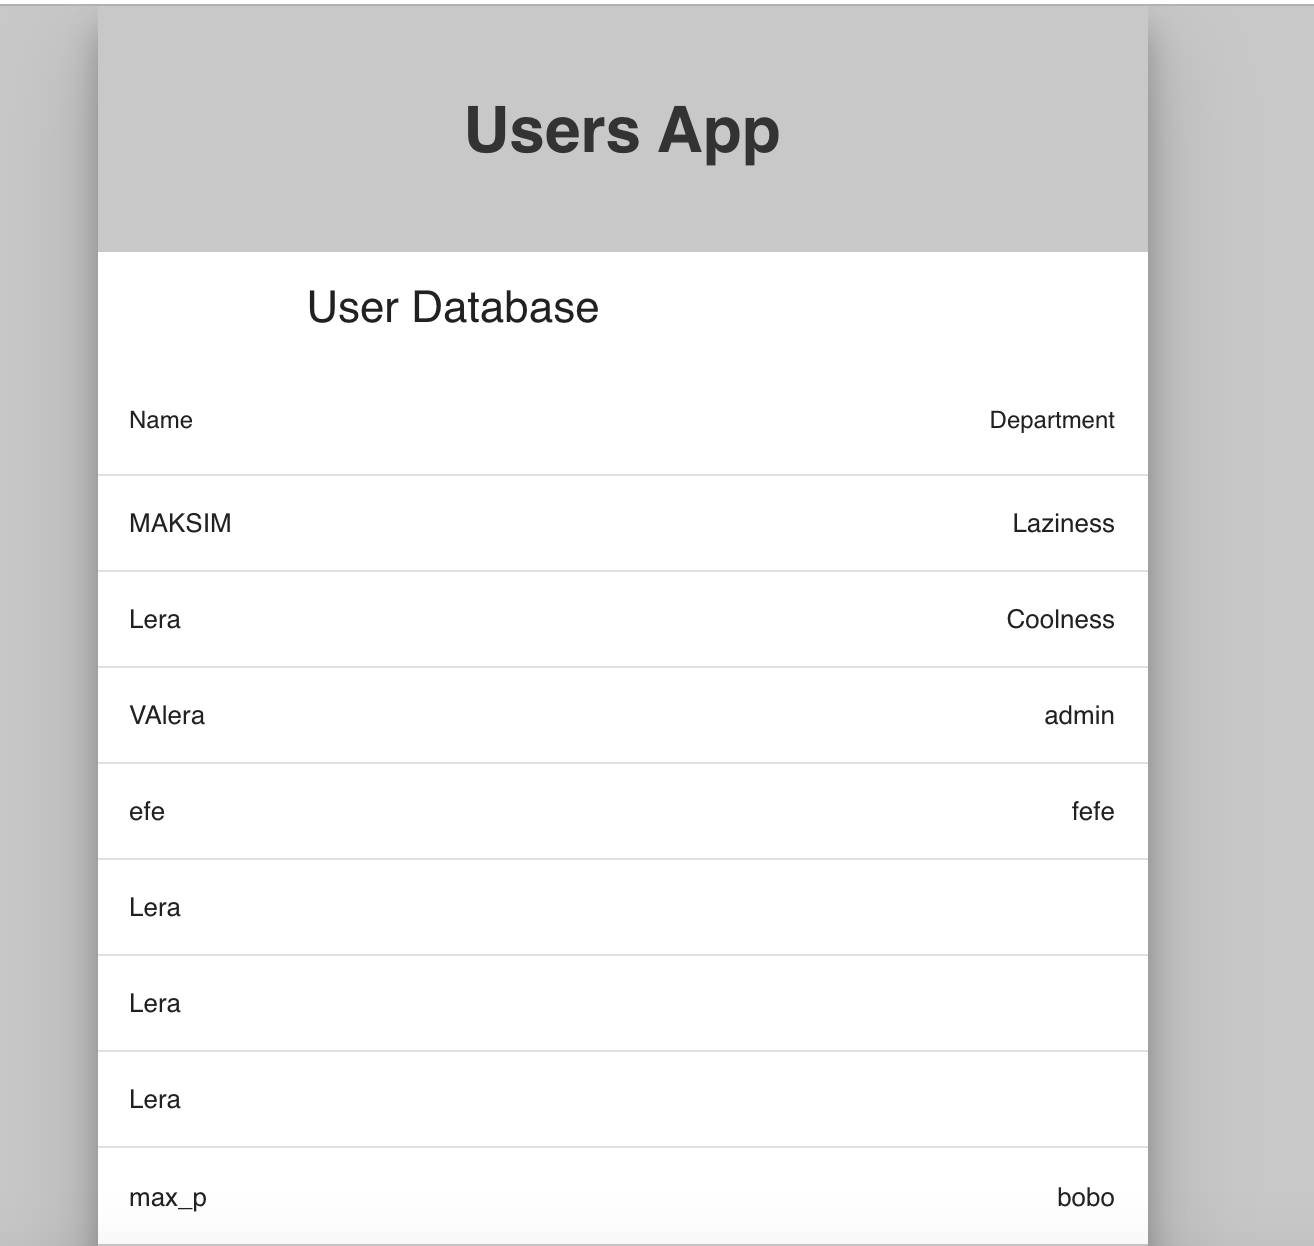 Users App
User Database
Name Department
MAKSIM Laziness
Lera Coolness
VAlera admin
efe fefe
Lera
Lera
Lera
max_p bobo